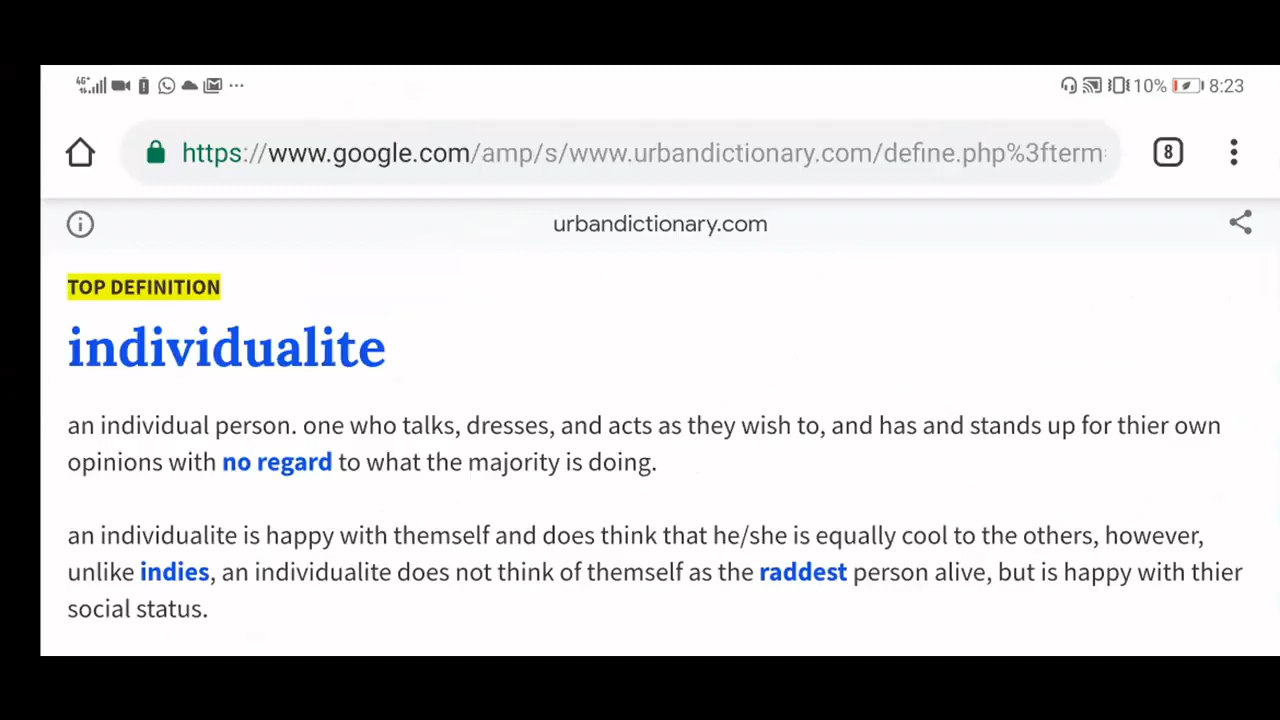 4G+ ... 10% 8:23
https://www.google.com/amp/s/www.urbandictionary.com/define.php%3fterm 8
urbandictionary.com
TOP DEFINITION
individualite
an individual person. one who talks, dresses, and acts as they wish to, and has and stands up for thier own
opinions with no regard to what the majority is doing.
an individualite is happy with themself and does think that he/she is equally cool to the others, however,
unlike indies, an individualite does not think of themself as the raddest person alive, but is happy with thier
social status.